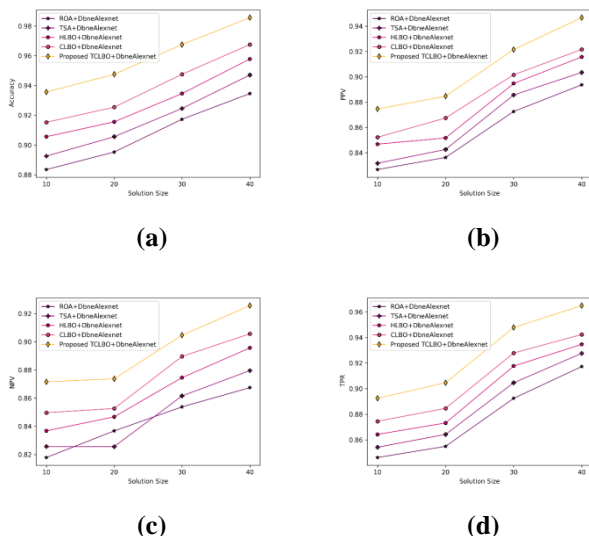 0.98
0.96
0.94
0.92
0.90
0.88
Accuracy
ROA+DbneAlexnet
TSA+DbneAlexnet
HLBO+DbneAlexnet
CLBO+DbneAlexnet
Proposed TCLBO+DbneAlexnet
10 20 30 40
Solution Size
(a)
0.94
0.92
0.90
0.88
0.86
0.84
PPV
ROA+DbneAlexnet
TSA+DbneAlexnet
HLBO+DbneAlexnet
CLBO+DbneAlexnet
Proposed TCLBO+DbneAlexnet
10 20 30 40
Solution Size
(b)
0.92
0.90
0.88
0.86
0.84
0.82
NPV
ROA+DbneAlexnet
TSA+DbneAlexnet
HLBO+DbneAlexnet
CLBO+DbneAlexnet
Proposed TCLBO+DbneAlexnet
10 20 30 40
Solution Size
(c)
0.96
0.94
0.92
0.90
0.88
0.86
TPR
ROA+DbneAlexnet
TSA+DbneAlexnet
HLBO+DbneAlexnet
CLBO+DbneAlexnet
Proposed TCLBO+DbneAlexnet
10 20 30 40
Solution Size
(d)